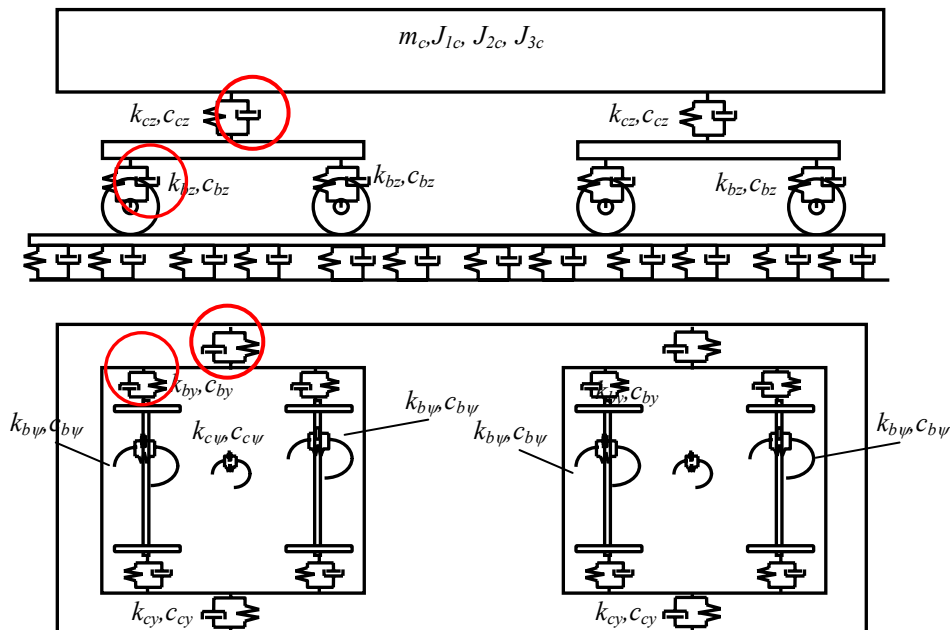 m_c,J_1c, J_2c, J_3c
k_cz,c_cz
k_cz,c_cz
k_bz,c_bz
k_bz,c_bz
k_bz,c_bz
k_by,c_by
k_by,c_by
k_bψ,c_bψ
k_bψ,c_bψ
k_cψ,c_cψ
k_bψ,c_bψ
k_bψ,c_bψ
k_cy,c_cy
k_cy,c_cy